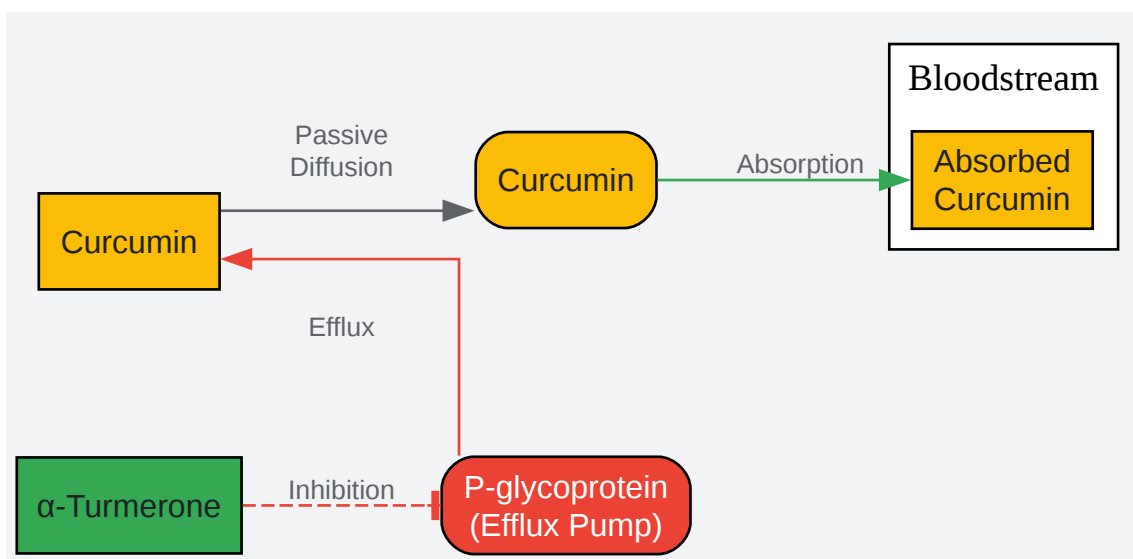 Bloodstream
Passive
Diffusion
Curcumin
Absorption
Absorbed
Curcumin
Curcumin
Efflux
α-Turmerone
Inhibition
P-glycoprotein
(Efflux Pump)